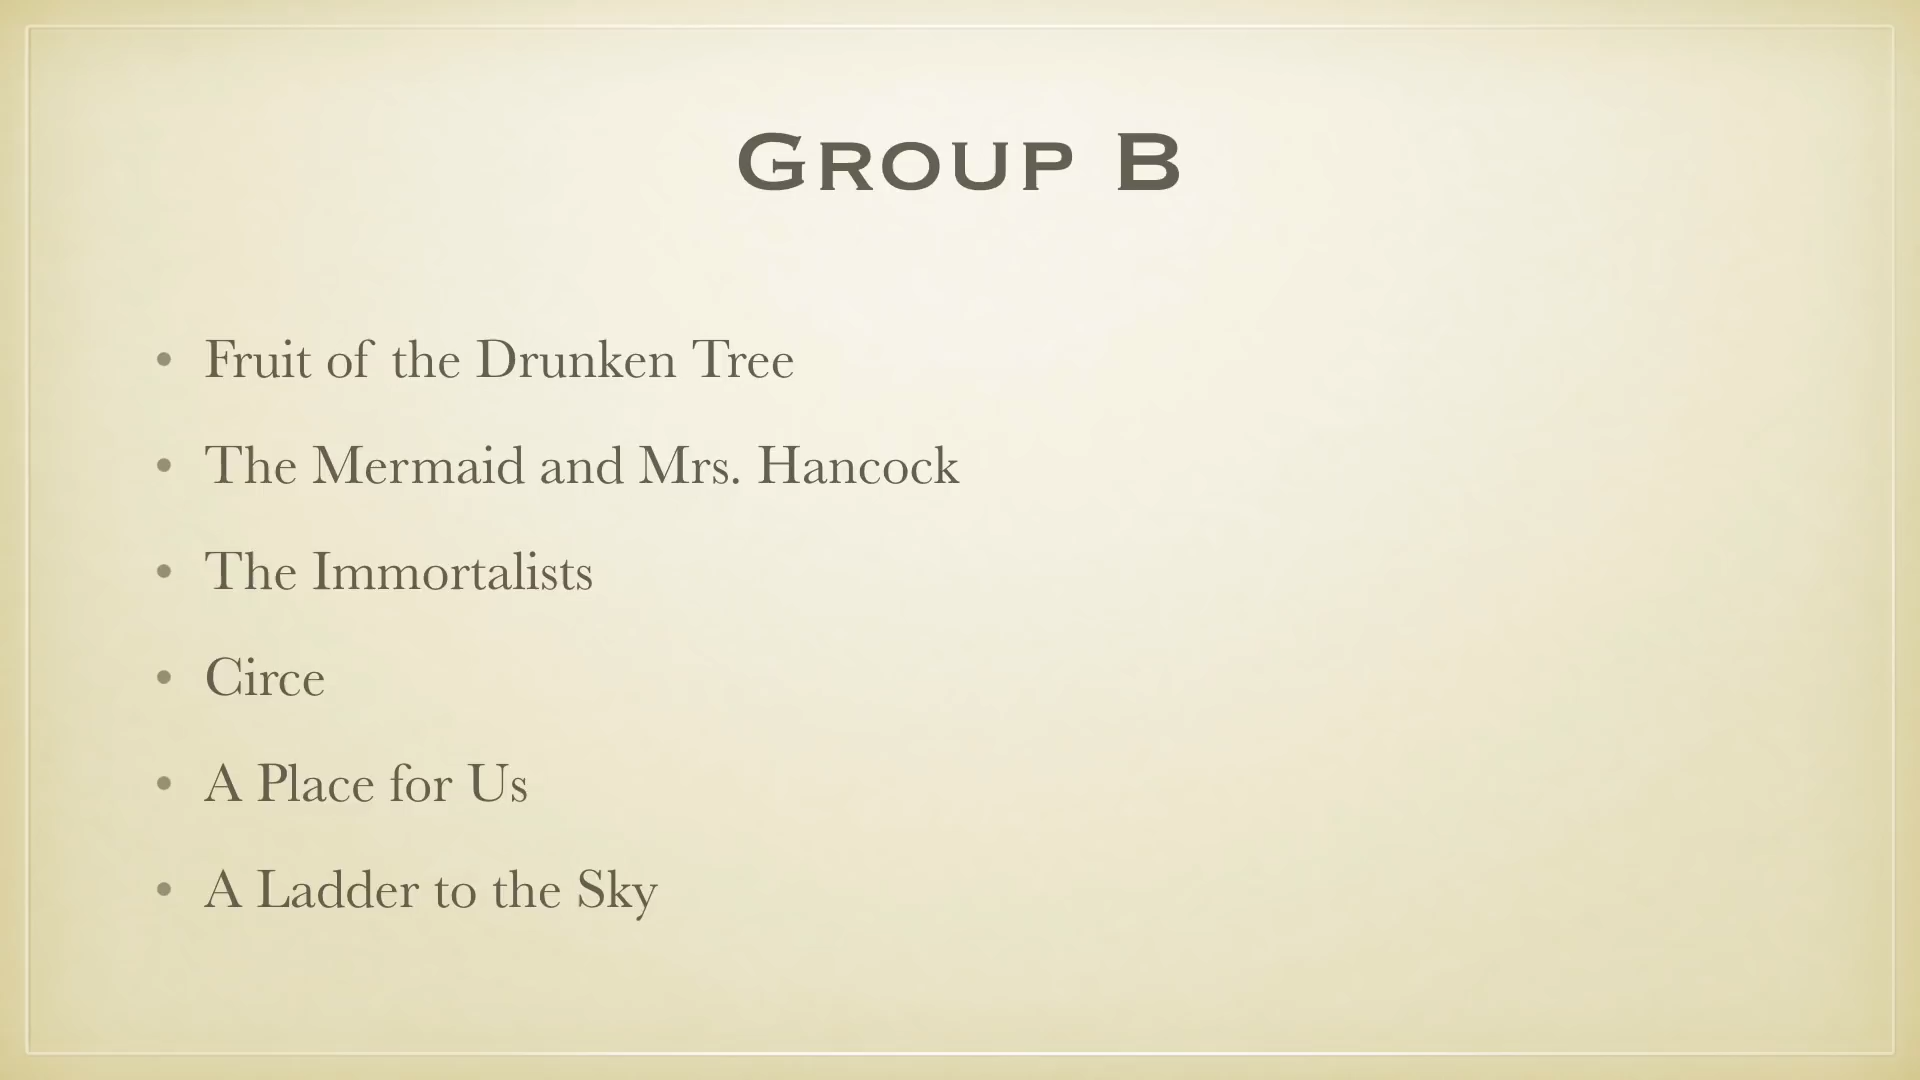 Group B
• Fruit of the Drunken Tree
• The Mermaid and Mrs. Hancock
• The Immortalists
• Circe
• A Place for Us
• A Ladder to the Sky